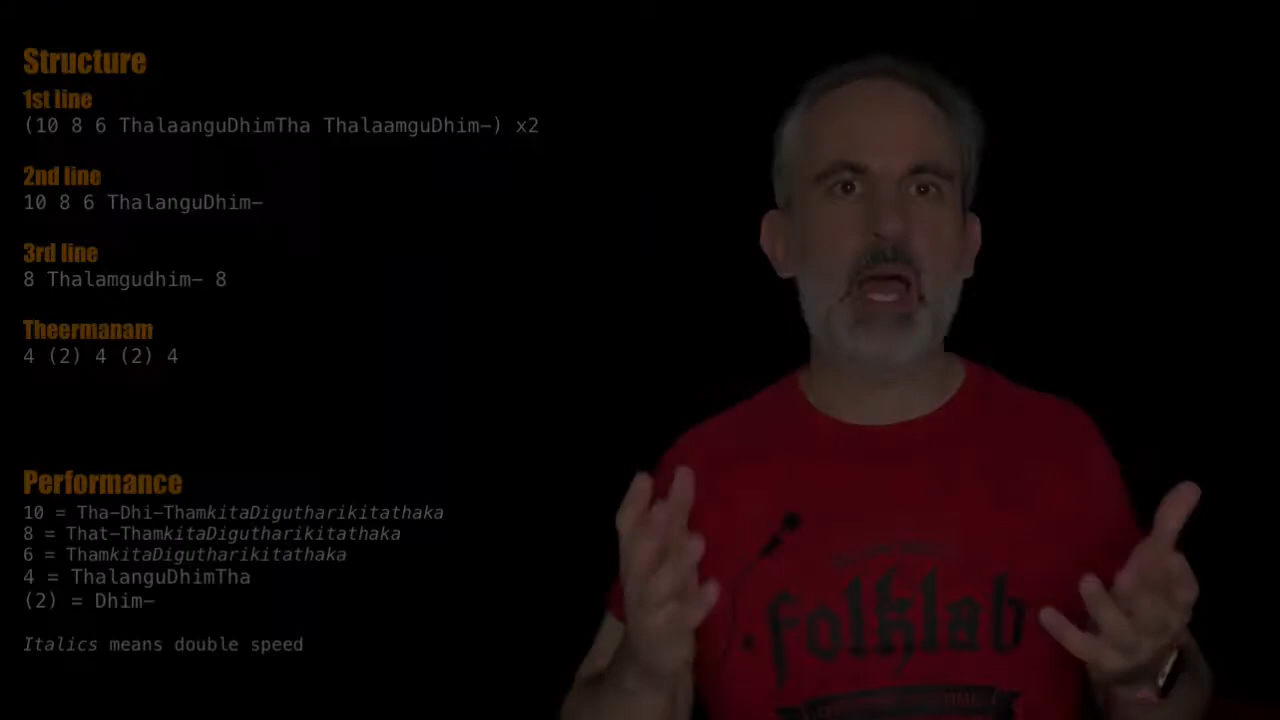 Structure
1st line
(10 8 6 ThalaanguDhimTha ThalaamguDhim–) x2
2nd line
10 8 6 ThalanguDhim–
3rd line
8 Thalamgudhim– 8
Theermanam
4 (2) 4 (2) 4
Performance
10 = Tha-Dhi-ThamkitaDigutharikitathaka
8 = That-ThamkitaDigutharikitathaka
6 = ThamkitaDigutharikitathaka
4 = ThalanguDhimTha
(2) = Dhim–
Italics means double speed
folklab